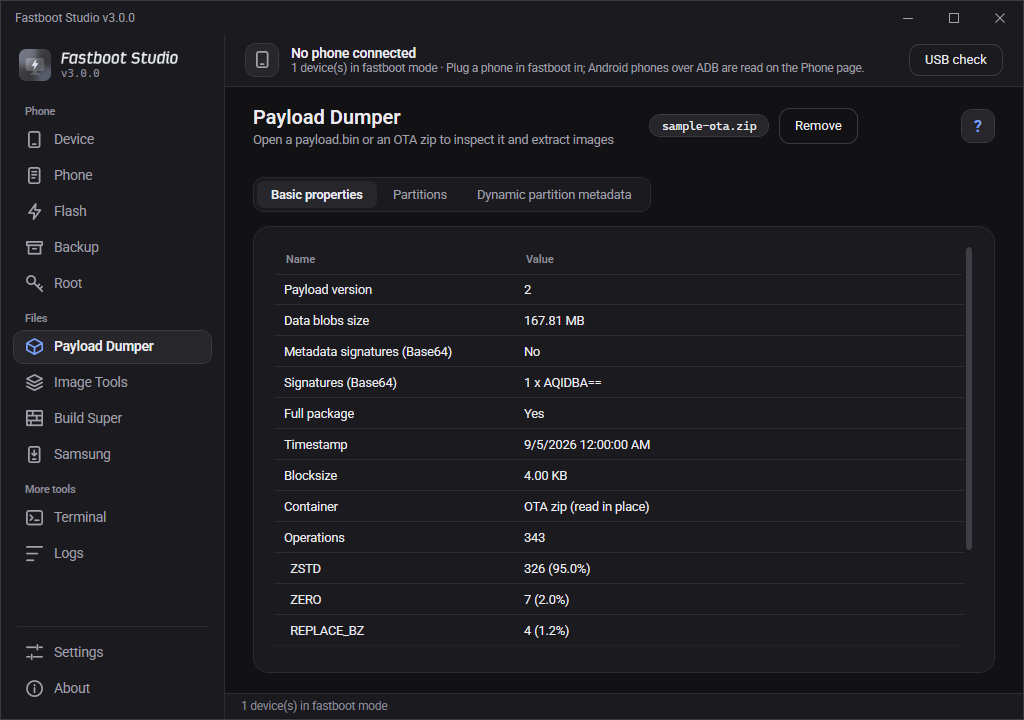 Fastboot Studio v3.0.0
Fastboot Studio
v3.0.0
Phone
Device
Phone
Flash
Backup
Root
Files
Payload Dumper
Image Tools
Build Super
Samsung
More tools
Terminal
Logs
Settings
About
No phone connected
1 device(s) in fastboot mode · Plug a phone in fastboot in; Android phones over ADB are read on the Phone page.
USB check
Payload Dumper
Open a payload.bin or an OTA zip to inspect it and extract images
sample-ota.zip
Remove
?
Basic properties Partitions Dynamic partition metadata
Name Value
Payload version 2
Data blobs size 167.81 MB
Metadata signatures (Base64) No
Signatures (Base64) 1 x AQIDBA==
Full package Yes
Timestamp 9/5/2026 12:00:00 AM
Blocksize 4.00 KB
Container OTA zip (read in place)
Operations 343
ZSTD 326 (95.0%)
ZERO 7 (2.0%)
REPLACE_BZ 4 (1.2%)
1 device(s) in fastboot mode